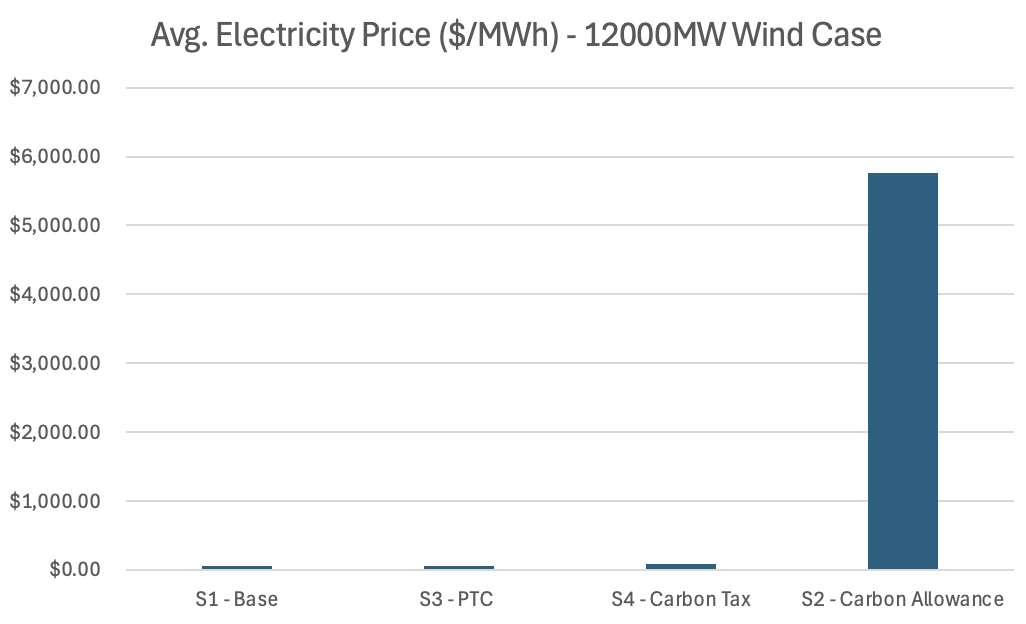 Avg. Electricity Price ($/MWh) - 12000MW Wind Case
$7,000.00
$6,000.00
$5,000.00
$4,000.00
$3,000.00
$2,000.00
$1,000.00
$0.00
S1 - Base
S3 - PTC
S4 - Carbon Tax
S2 - Carbon Allowance